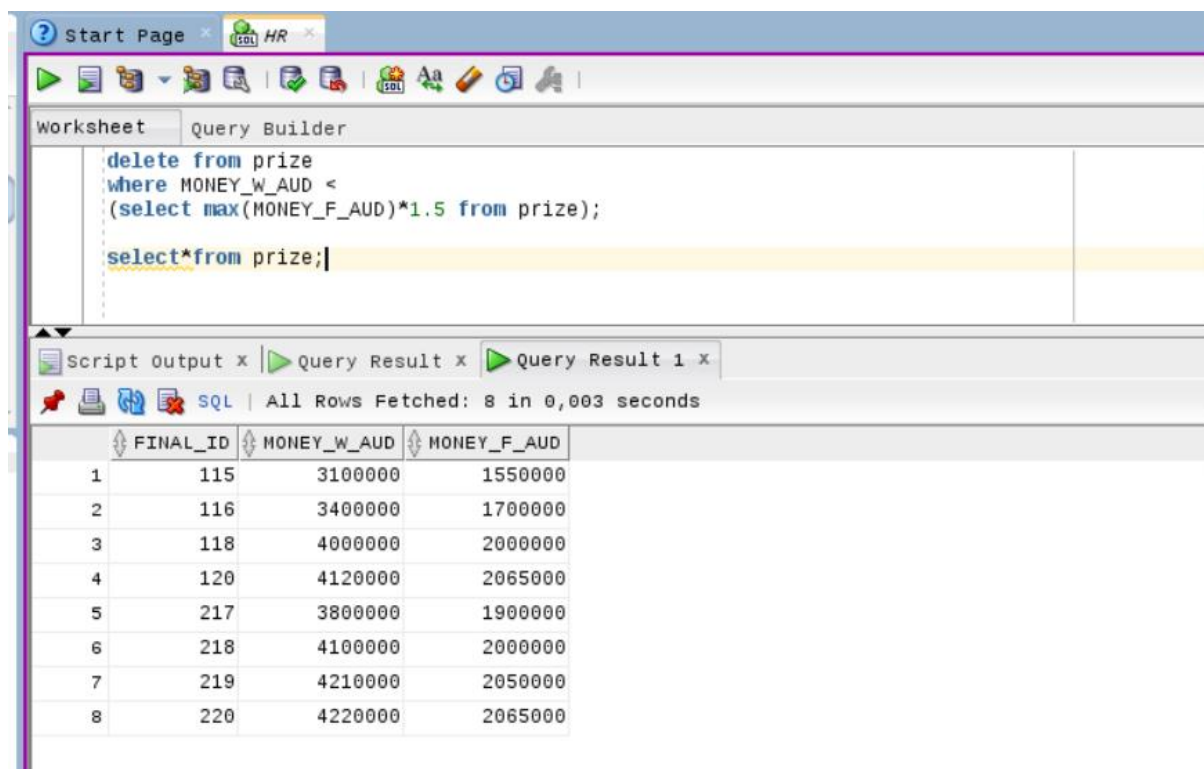 Start Page
SQL HR
SQL
Worksheet Query Builder
delete from prize
where MONEY_W_AUD <
(select max(MONEY_F_AUD)*1.5 from prize);
select*from prize;
Script Output x Query Result x Query Result 1 x
SQL | All Rows Fetched: 8 in 0,003 seconds
FINAL_ID MONEY_W_AUD MONEY_F_AUD
1 115 3100000 1550000
2 116 3400000 1700000
3 118 4000000 2000000
4 120 4120000 2065000
5 217 3800000 1900000
6 218 4100000 2000000
7 219 4210000 2050000
8 220 4220000 2065000